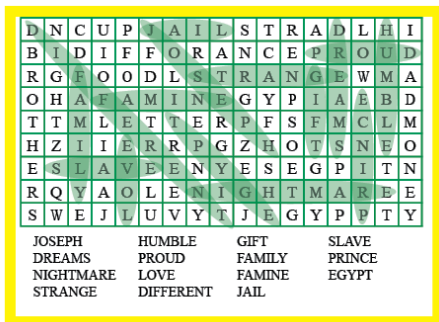 D N C U P J A I L S T R A D L H I
B I D I F F O R A N C E P R O U D
R G F O O D L S T R A N G E W M A
O H A F A M I N E G Y P I A E B D
T T M L E T T E R P F S F M C L M
H Z I I E R R P G Z H O T S N E O
E S L A V E E N Y E S E G P I T N
R Q Y A O L E N I G H T M A R E E
S W E J L U V Y T J E G Y P P T Y
JOSEPH HUMBLE GIFT SLAVE
DREAMS PROUD FAMILY PRINCE
NIGHTMARE LOVE FAMINE EGYPT
STRANGE DIFFERENT JAIL